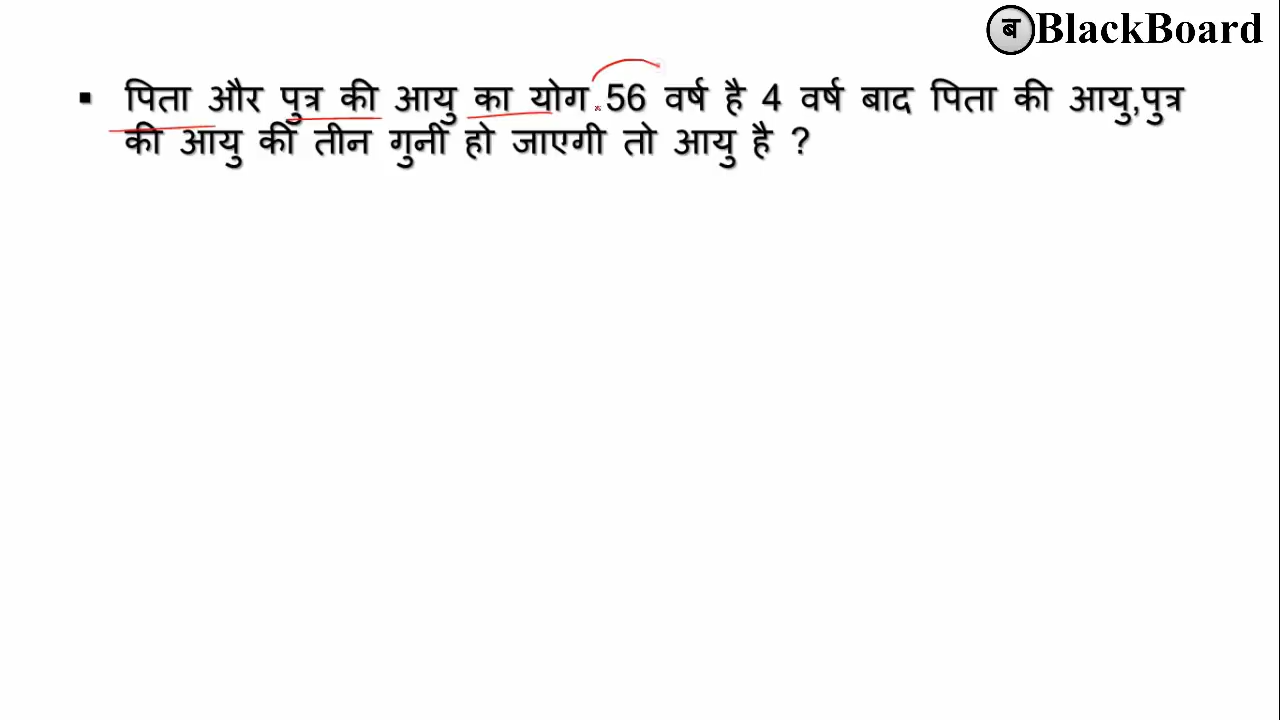 ब BlackBoard
▪ पिता और पुत्र की आयु का योग 56 वर्ष है 4 वर्ष बाद पिता की आयु,पुत्र
की आयु की तीन गुनी हो जाएगी तो आयु है ?